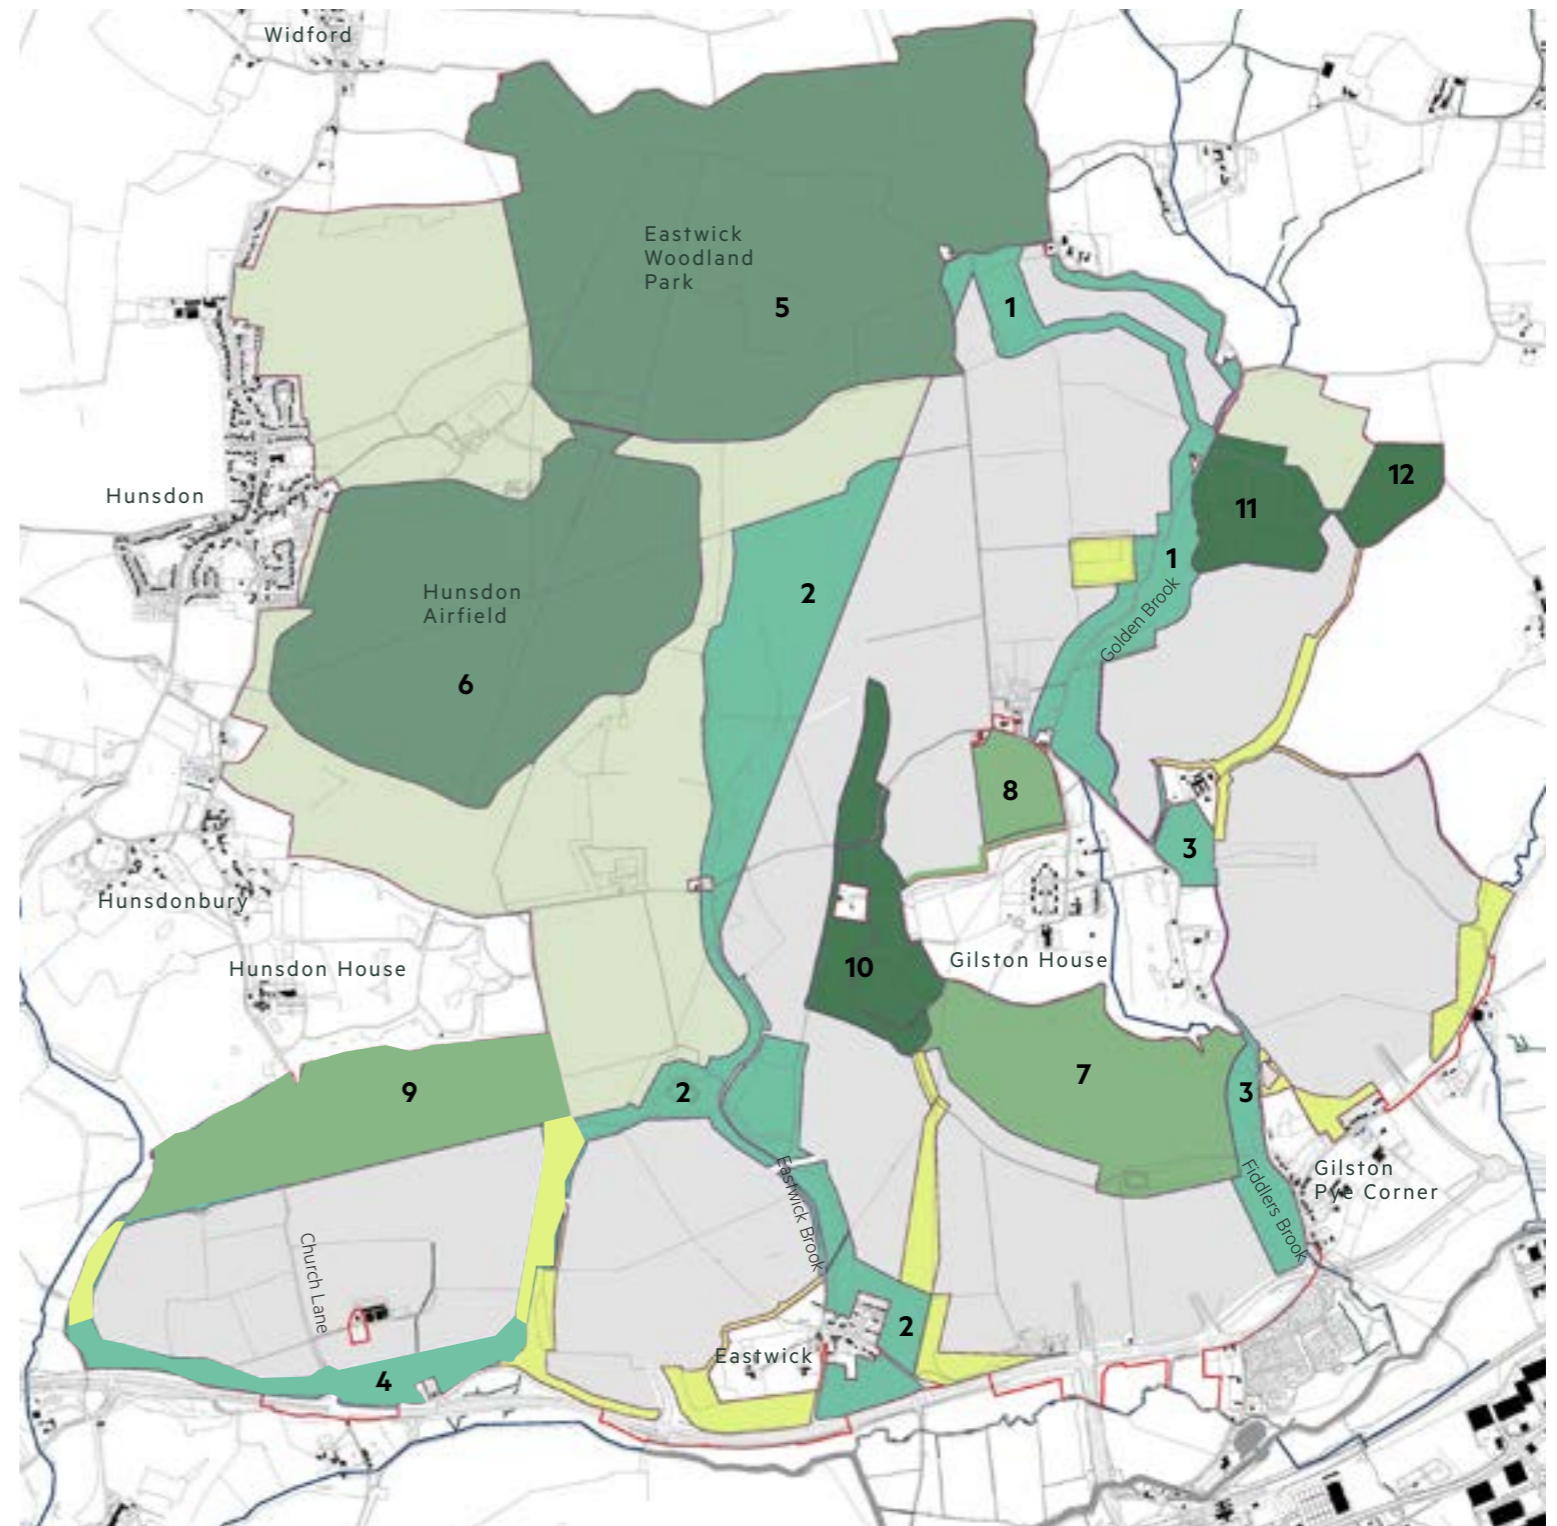 Widford
Eastwick
Woodland
Park
5
1
12
Hunsdon
11
1
Hunsdon
Airfield
2
Golden Brook
6
8
3
Hunsdonbury
Gilston House
10
Hunsdon House
7
9
2
3
Gilston
Pye Corner
Eastwick Brook
Fiddlers Brook
Church Lane
2
Eastwick
4